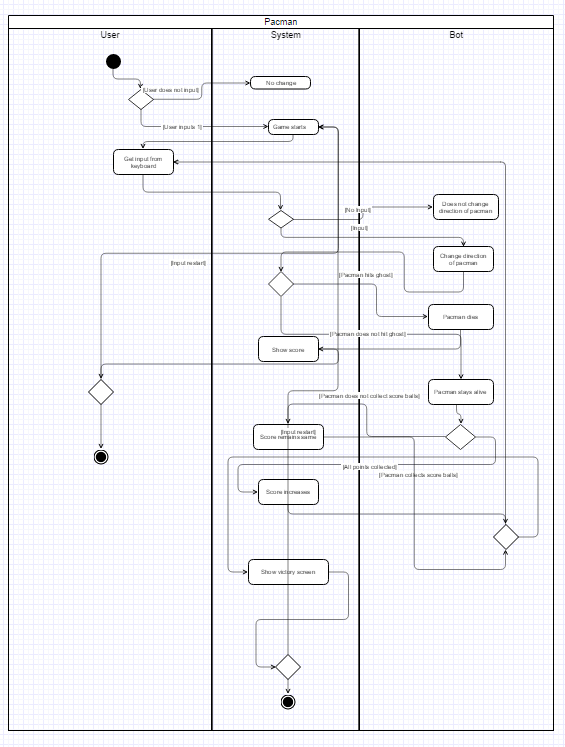 Pacman
User
System
Bot
No change
[User does not input]
[User inputs 1]
Game starts
Get input from
keyboard
Does not change
direction of pacman
[No Input]
[Input]
Change direction
of pacman
[Input restart]
[Pacman hits ghost]
Pacman dies
[Pacman does not hit ghost]
Show score
Pacman stays alive
[Pacman does not collect score balls]
[Input restart]
Score remains same
[All points collected]
[Pacman collects score balls]
Score increases
Show victory screen